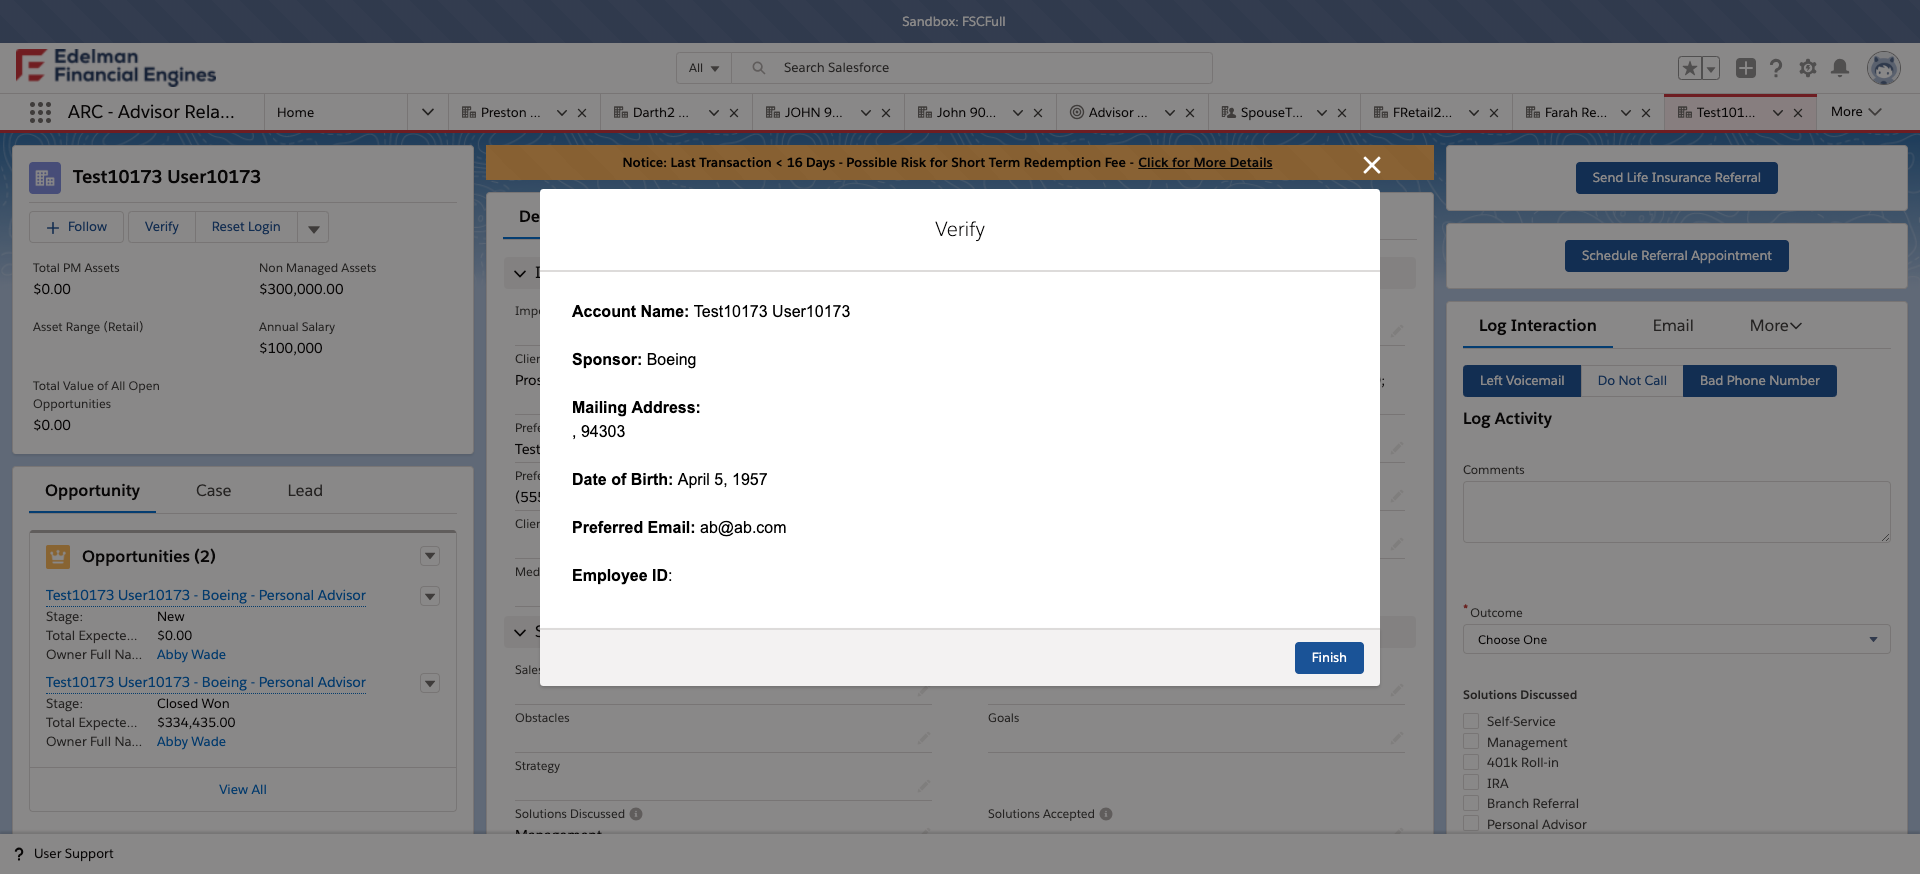 Sandbox: FSCFull
Edelman
Financial Engines
All
Search Salesforce
ARC - Advisor Rela...
Home
Preston ...
Darth2 ...
JOHN 9...
John 90...
Advisor ...
SpouseT...
FRetail2...
Farah Re...
Test101...
More
Test10173 User10173
Follow
Verify
Reset Login
Total PM Assets
Non Managed Assets
$0.00
$300,000.00
Asset Range (Retail)
Annual Salary
$100,000
Total Value of All Open
Opportunities
$0.00
Opportunity
Case
Lead
Opportunities (2)
Test10173 User10173 - Boeing - Personal Advisor
Stage:
New
Total Expecte...
$0.00
Owner Full Na...
Abby Wade
Test10173 User10173 - Boeing - Personal Advisor
Stage:
Closed Won
Total Expecte...
$334,435.00
Owner Full Na...
Abby Wade
View All
Notice: Last Transaction < 16 Days - Possible Risk for Short Term Redemption Fee - Click for More Details
De
Impo
Clien
Pros
Prefe
Test
Prefe
(555
Clien
Med
Sales
Obstacles
Goals
Strategy
Solutions Discussed
Solutions Accepted
Management
Verify
Account Name: Test10173 User10173
Sponsor: Boeing
Mailing Address:
, 94303
Date of Birth: April 5, 1957
Preferred Email: ab@ab.com
Employee ID:
Finish
Send Life Insurance Referral
Schedule Referral Appointment
Log Interaction
Email
More
Left Voicemail
Do Not Call
Bad Phone Number
Log Activity
Comments
*Outcome
Choose One
Solutions Discussed
Self-Service
Management
401k Roll-in
IRA
Branch Referral
Personal Advisor
? User Support